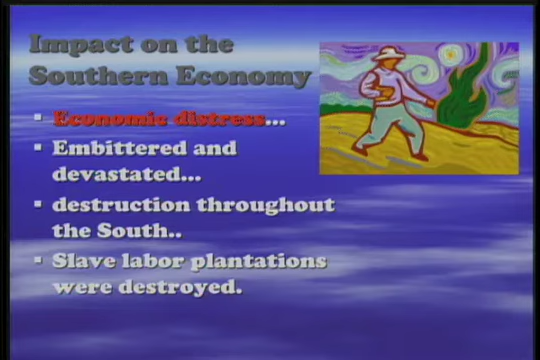 Impact on the
Southern Economy
Economic distress...
Embittered and
devastated...
destruction throughout
the South..
Slave labor plantations
were destroyed.